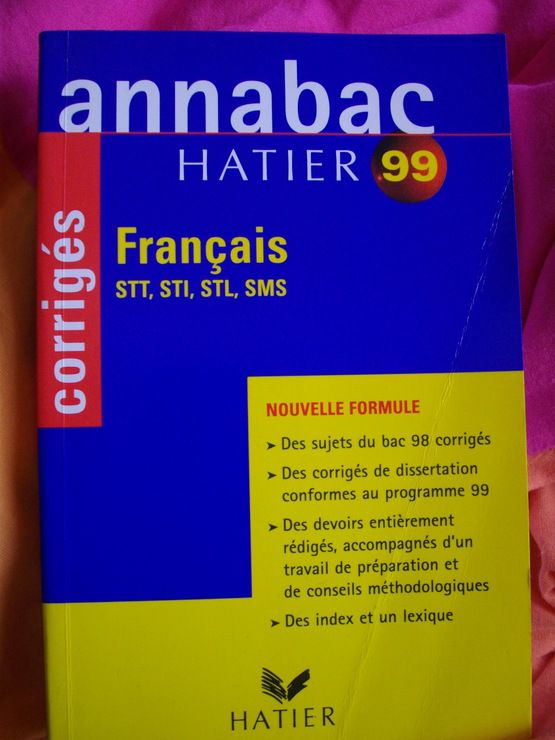 annabac
HATIER 99
corrigés
Français
STT, STI, STL, SMS
NOUVELLE FORMULE
➤ Des sujets du bac 98 corrigés
➤ Des corrigés de dissertation
conformes au programme 99
➤ Des devoirs entièrement
rédigés, accompagnés d'un
travail de préparation et
de conseils méthodologiques
➤ Des index et un lexique
HATIER